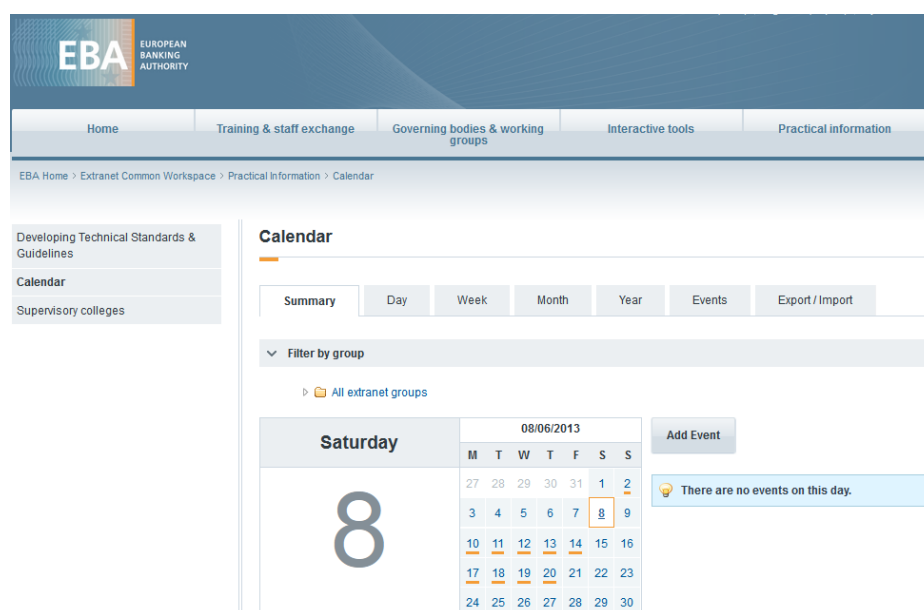 EBA
EUROPEAN
BANKING
AUTHORITY
Home
Training & staff exchange
Governing bodies & working
groups
Interactive tools
Practical information
EBA Home > Extranet Common Workspace > Practical Information > Calendar
Developing Technical Standards &
Guidelines
Calendar
Supervisory colleges
Calendar
Summary Day Week Month Year Events Export / Import
Filter by group
All extranet groups
Saturday
8
08/06/2013
M T W T F S S
27 28 29 30 31 1 2
3 4 5 6 7 8 9
10 11 12 13 14 15 16
17 18 19 20 21 22 23
24 25 26 27 28 29 30
Add Event
There are no events on this day.